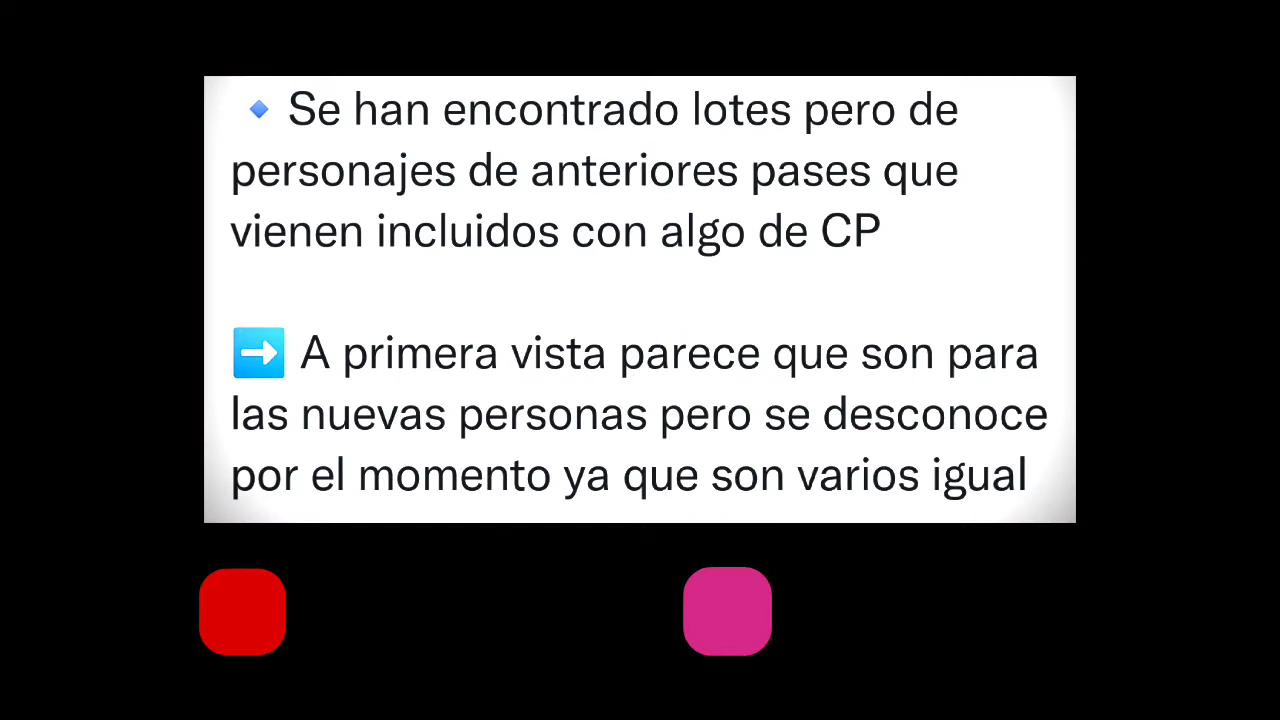 🔹 Se han encontrado lotes pero de
personajes de anteriores pases que
vienen incluidos con algo de CP
➡️ A primera vista parece que son para
las nuevas personas pero se desconoce
por el momento ya que son varios igual